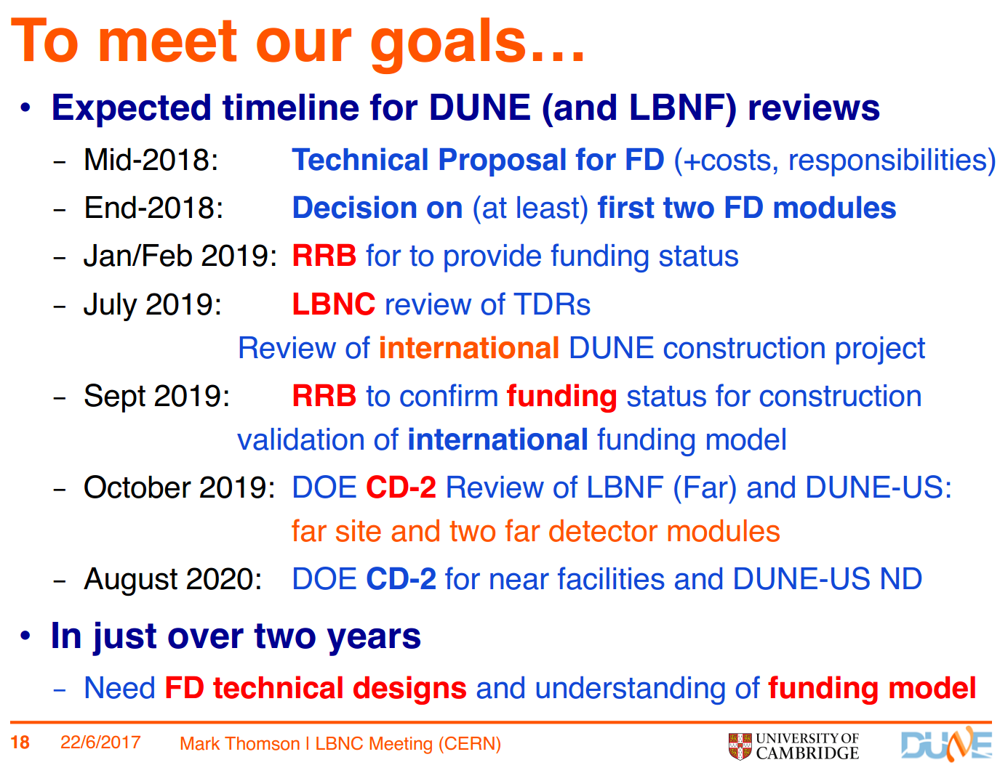 To meet our goals…
• Expected timeline for DUNE (and LBNF) reviews
– Mid-2018: Technical Proposal for FD (+costs, responsibilities)
– End-2018: Decision on (at least) first two FD modules
– Jan/Feb 2019: RRB for to provide funding status
– July 2019: LBNC review of TDRs
Review of international DUNE construction project
– Sept 2019: RRB to confirm funding status for construction
validation of international funding model
– October 2019: DOE CD-2 Review of LBNF (Far) and DUNE-US:
far site and two far detector modules
– August 2020: DOE CD-2 for near facilities and DUNE-US ND
• In just over two years
– Need FD technical designs and understanding of funding model
18 22/6/2017 Mark Thomson | LBNC Meeting (CERN)
UNIVERSITY OF
CAMBRIDGE
DUNE